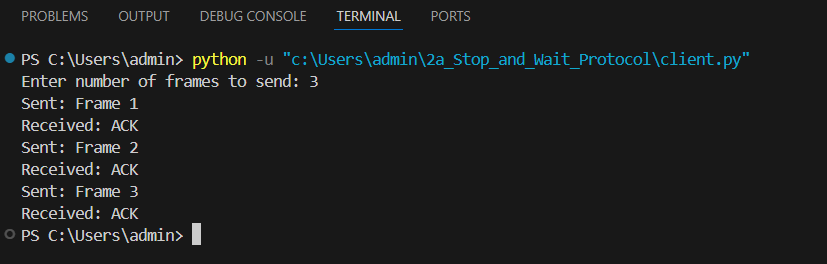 PROBLEMS OUTPUT DEBUG CONSOLE TERMINAL PORTS
PS C:\Users\admin> python -u "c:\Users\admin\2a_Stop_and_Wait_Protocol\client.py"
Enter number of frames to send: 3
Sent: Frame 1
Received: ACK
Sent: Frame 2
Received: ACK
Sent: Frame 3
Received: ACK
PS C:\Users\admin>